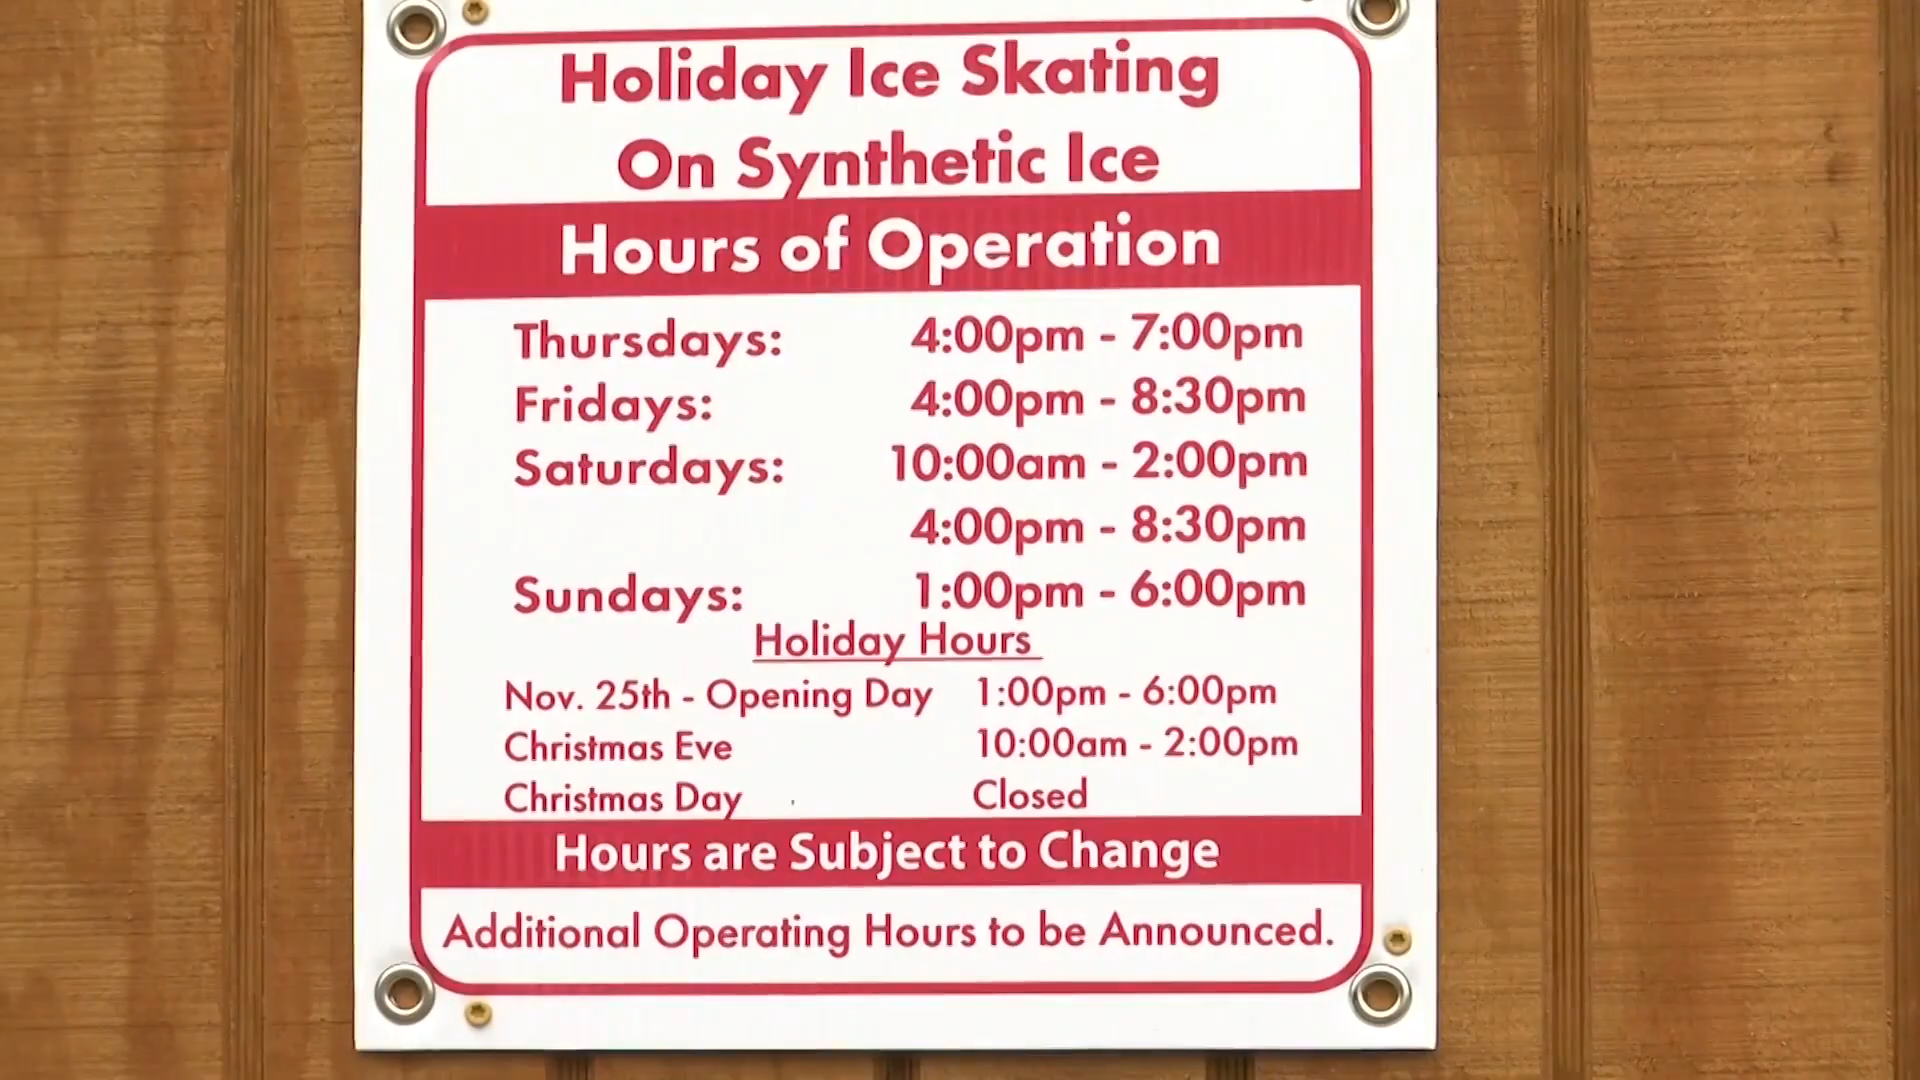 Holiday Ice Skating
On Synthetic Ice
Hours of Operation
Thursdays: 4:00pm - 7:00pm
Fridays: 4:00pm - 8:30pm
Saturdays: 10:00am - 2:00pm
4:00pm - 8:30pm
Sundays: 1:00pm - 6:00pm
Holiday Hours
Nov. 25th - Opening Day 1:00pm - 6:00pm
Christmas Eve 10:00am - 2:00pm
Christmas Day Closed
Hours are Subject to Change
Additional Operating Hours to be Announced.